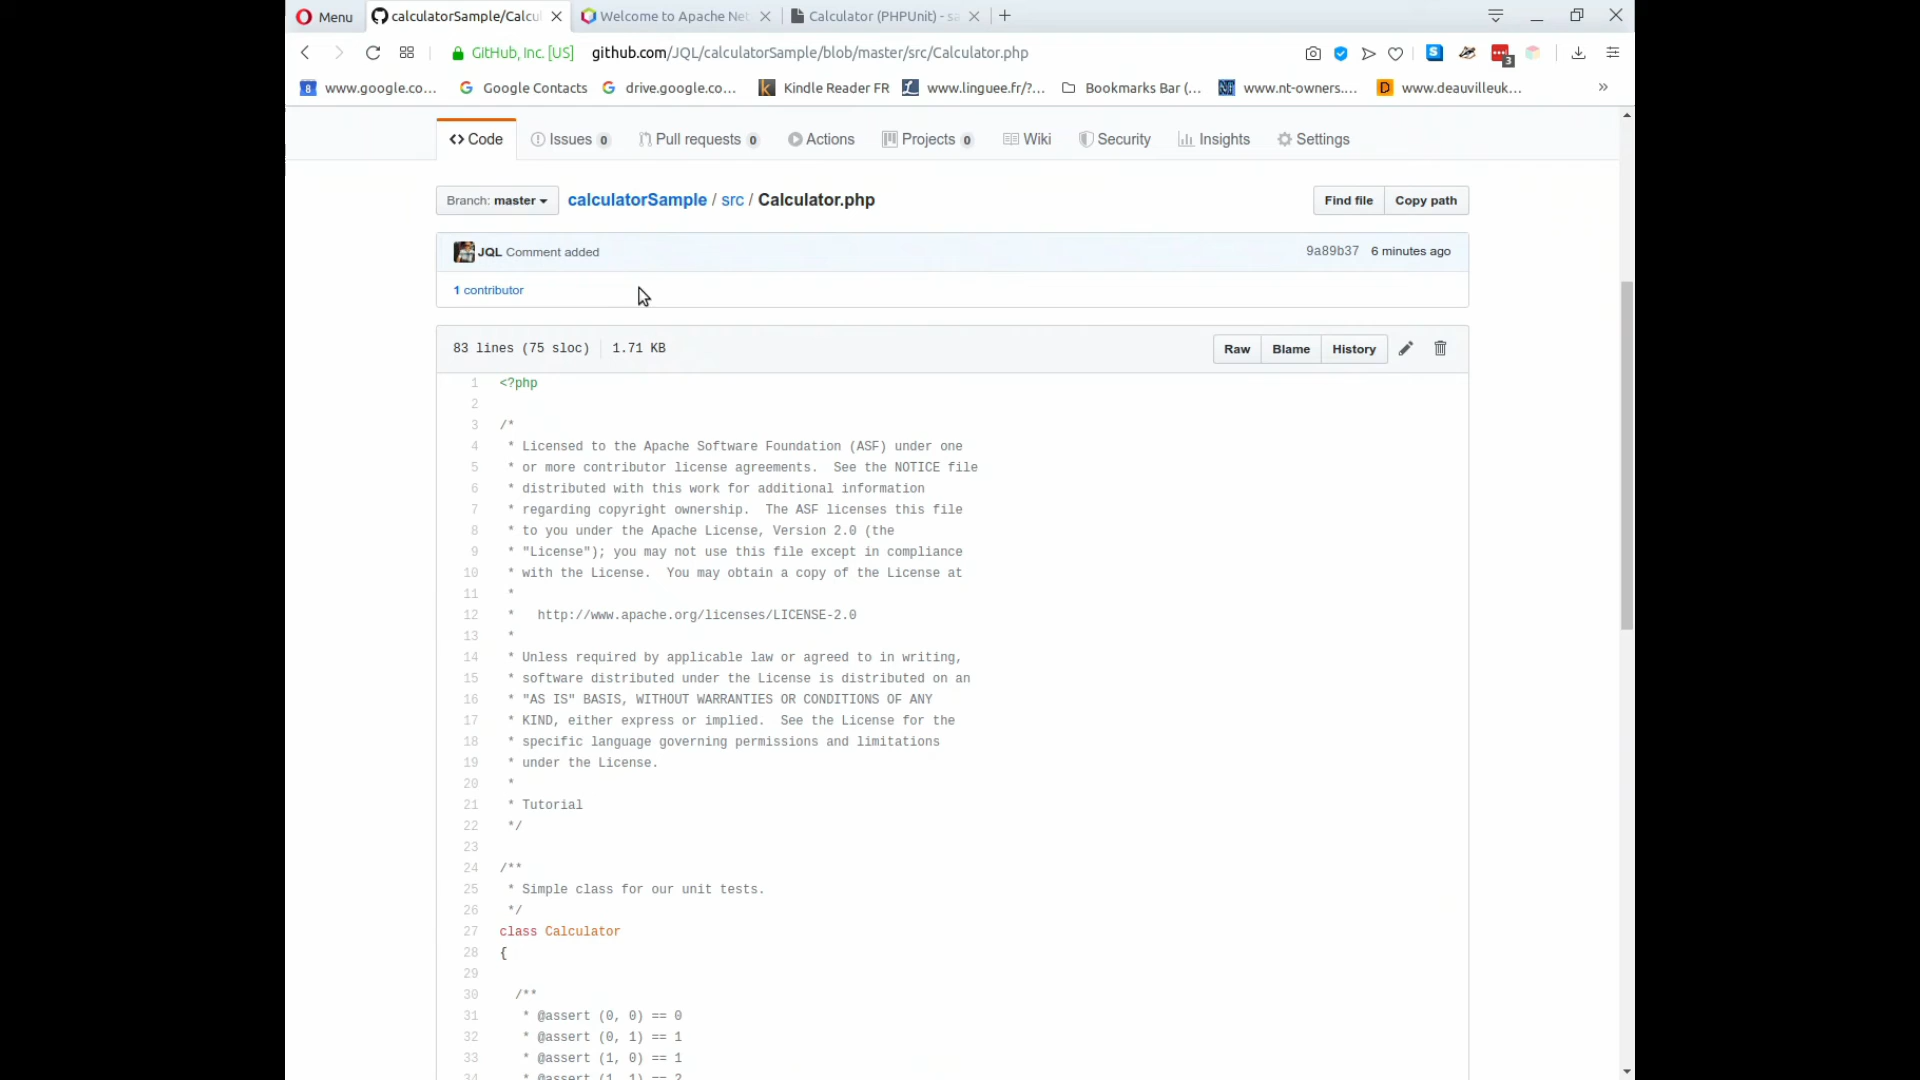 Menu calculatorSample/Calcu Welcome to Apache Net Calculator (PHPUnit) - sa
GitHub, Inc. [US] github.com/JQL/calculatorSample/blob/master/src/Calculator.php 3
8 www.google.co... Google Contacts drive.google.co... Kindle Reader FR www.linguee.fr/?... Bookmarks Bar (... www.nt-owners.... D www.deauvilleuk... »
Code Issues 0 Pull requests 0 Actions Projects 0 Wiki Security Insights Settings
Branch: master calculatorSample / src / Calculator.php Find file Copy path
JQL Comment added 9a89b37 6 minutes ago
1 contributor
83 lines (75 sloc) 1.71 KB Raw Blame History
1 <?php
2
3 /*
4 * Licensed to the Apache Software Foundation (ASF) under one
5 * or more contributor license agreements.  See the NOTICE file
6 * distributed with this work for additional information
7 * regarding copyright ownership.  The ASF licenses this file
8 * to you under the Apache License, Version 2.0 (the
9 * "License"); you may not use this file except in compliance
10 * with the License.  You may obtain a copy of the License at
11 *
12 *   http://www.apache.org/licenses/LICENSE-2.0
13 *
14 * Unless required by applicable law or agreed to in writing,
15 * software distributed under the License is distributed on an
16 * "AS IS" BASIS, WITHOUT WARRANTIES OR CONDITIONS OF ANY
17 * KIND, either express or implied.  See the License for the
18 * specific language governing permissions and limitations
19 * under the License.
20 *
21 * Tutorial
22 */
23
24 /**
25 * Simple class for our unit tests.
26 */
27 class Calculator
28 {
29
30 /**
31 * @assert (0, 0) == 0
32 * @assert (0, 1) == 1
33 * @assert (1, 0) == 1
34 * @assert (1, 1) == 2